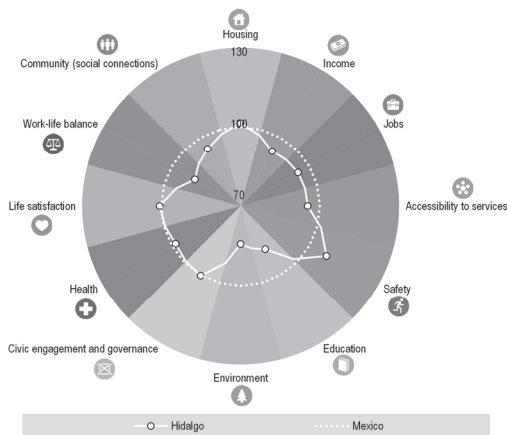 Housing
130
Community (social connections)
Income
Work-life balance
100
Jobs
70
Life satisfaction
Accessibility to services
Health
Safety
Civic engagement and governance
Education
Environment
Hidalgo
Mexico